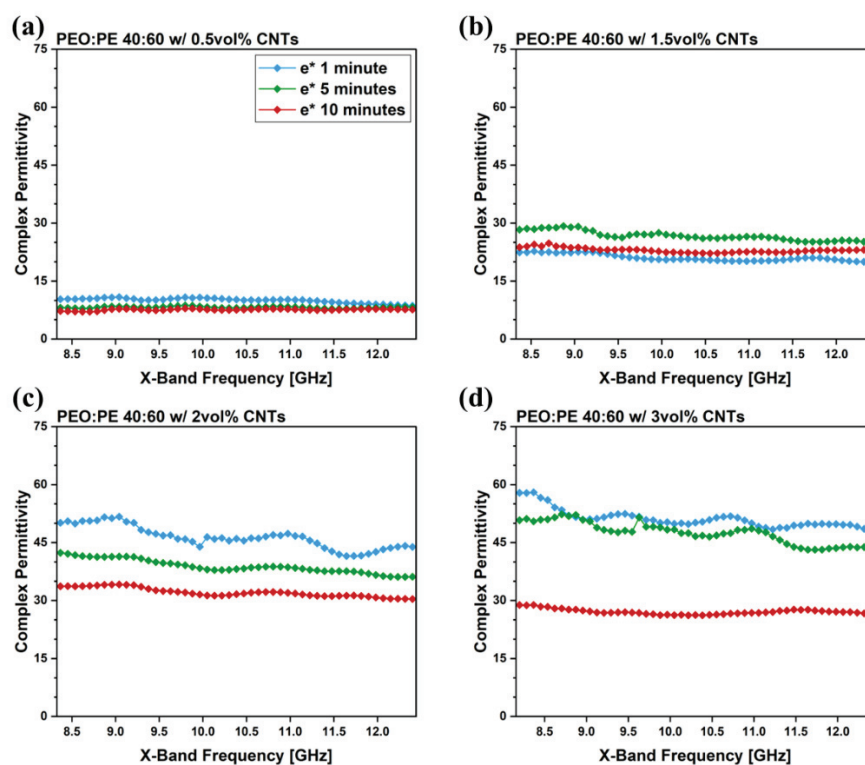 (a)
PEO:PE 40:60 w/ 0.5vol% CNTs
e* 1 minute
e* 5 minutes
e* 10 minutes
Complex Permittivity
75
60
45
30
15
0
8.5 9.0 9.5 10.0 10.5 11.0 11.5 12.0
X-Band Frequency [GHz]
(b)
PEO:PE 40:60 w/ 1.5vol% CNTs
Complex Permittivity
75
60
45
30
15
0
8.5 9.0 9.5 10.0 10.5 11.0 11.5 12.0
X-Band Frequency [GHz]
(c)
PEO:PE 40:60 w/ 2vol% CNTs
Complex Permittivity
75
60
45
30
15
0
8.5 9.0 9.5 10.0 10.5 11.0 11.5 12.0
X-Band Frequency [GHz]
(d)
PEO:PE 40:60 w/ 3vol% CNTs
Complex Permittivity
75
60
45
30
15
0
8.5 9.0 9.5 10.0 10.5 11.0 11.5 12.0
X-Band Frequency [GHz]